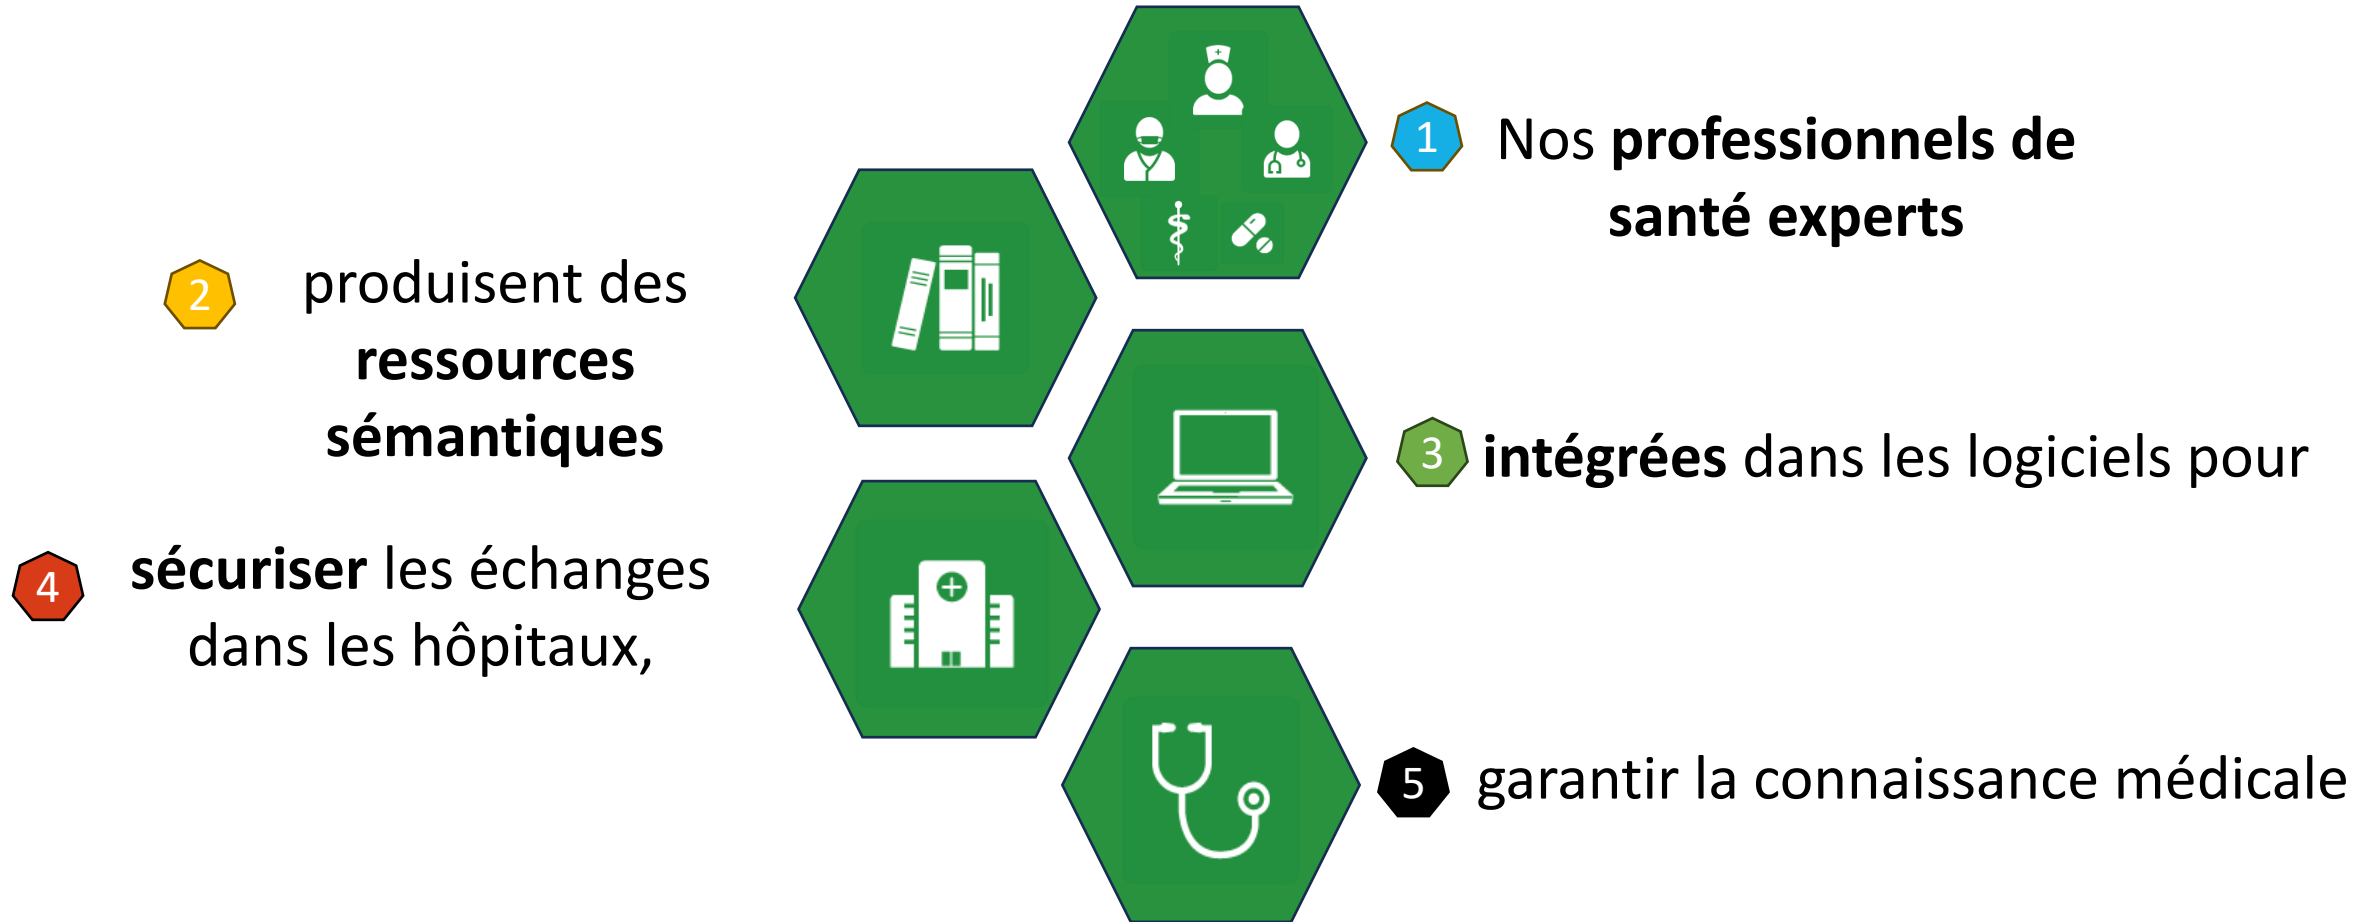 1 Nos professionnels de
santé experts
2 produisent des
ressources
sémantiques
3 intégrées dans les logiciels pour
4 sécuriser les échanges
dans les hôpitaux,
5 garantir la connaissance médicale